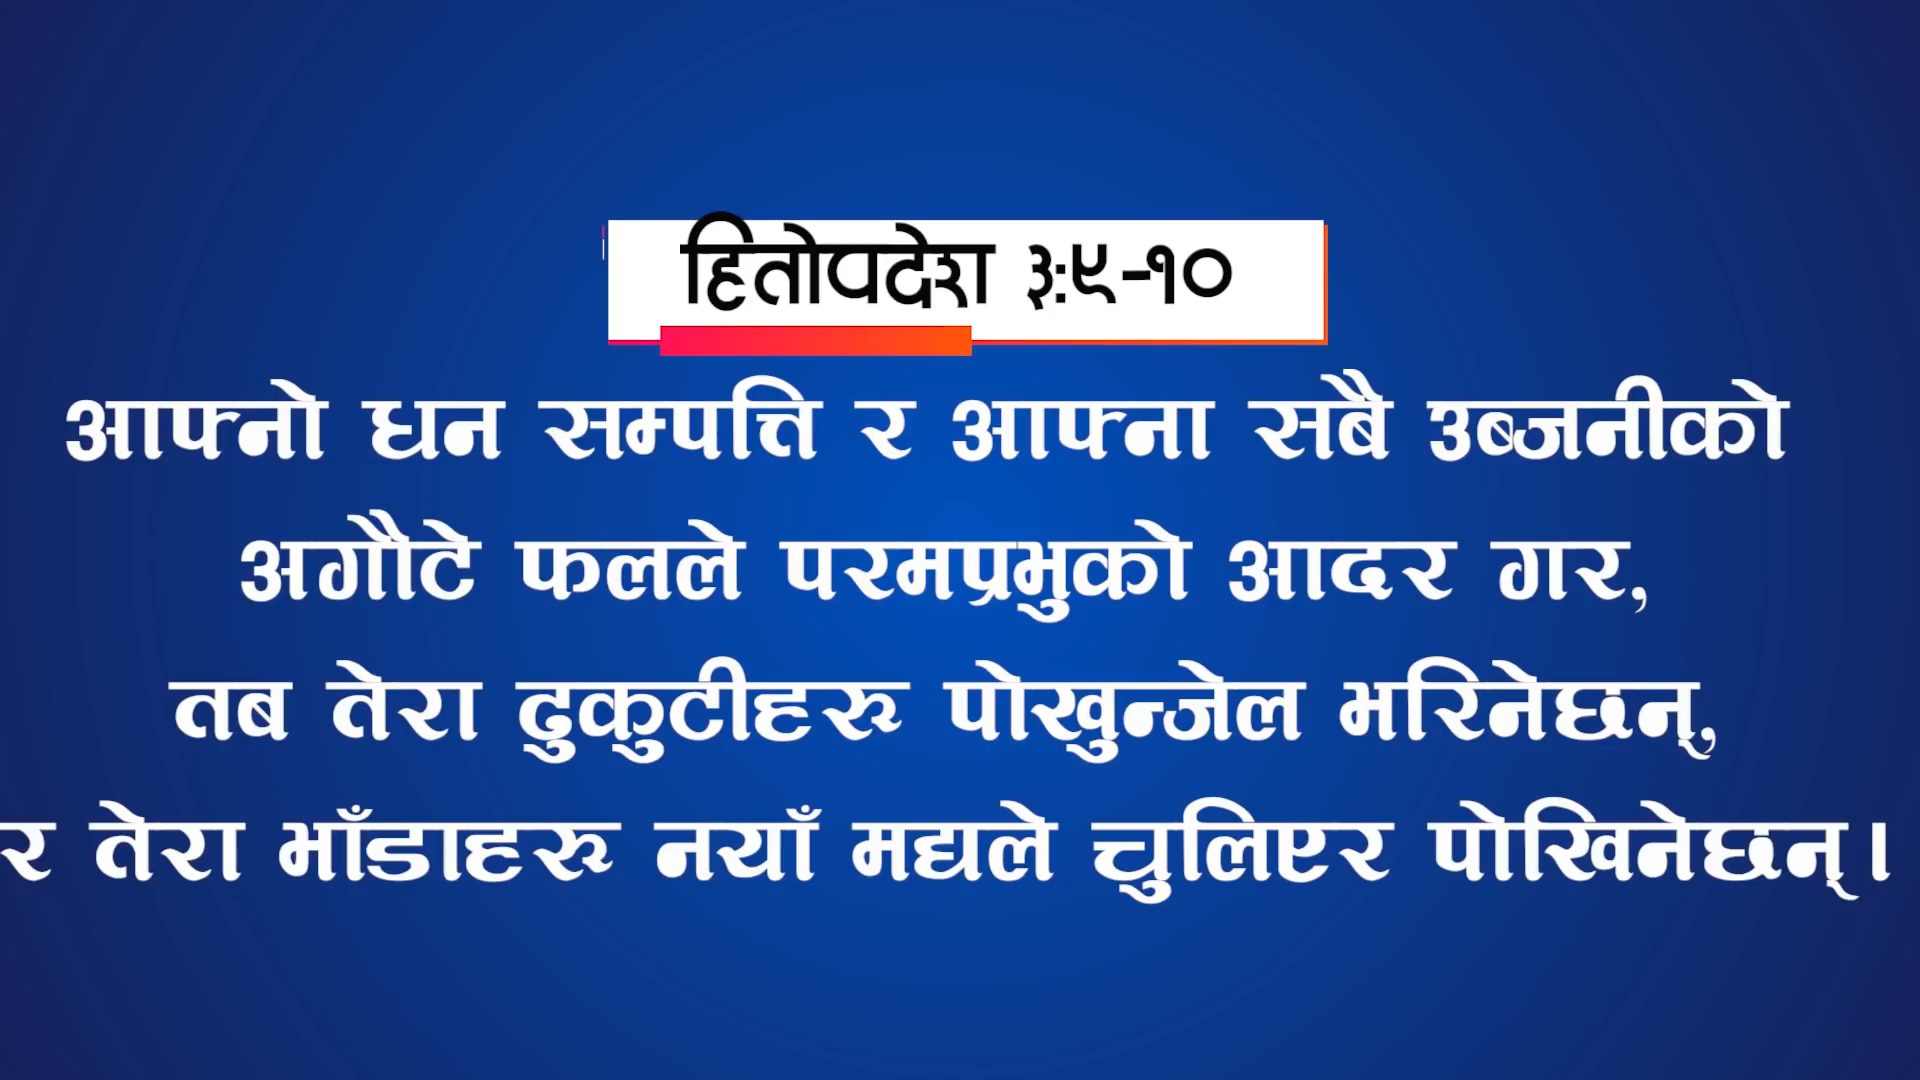 हितोपदेश ३:९-१०
आफ्नो धन सम्पत्ति र आफ्ना सबै उब्जनीको
अगौटे फलले परमप्रभुको आदर गर,
तब तेरा ढुकुटीहरु पोखुन्जेल भरिनेछन्,
र तेरा भाँडाहरु नयाँ मद्यले चुलिएर पोखिनेछन्।